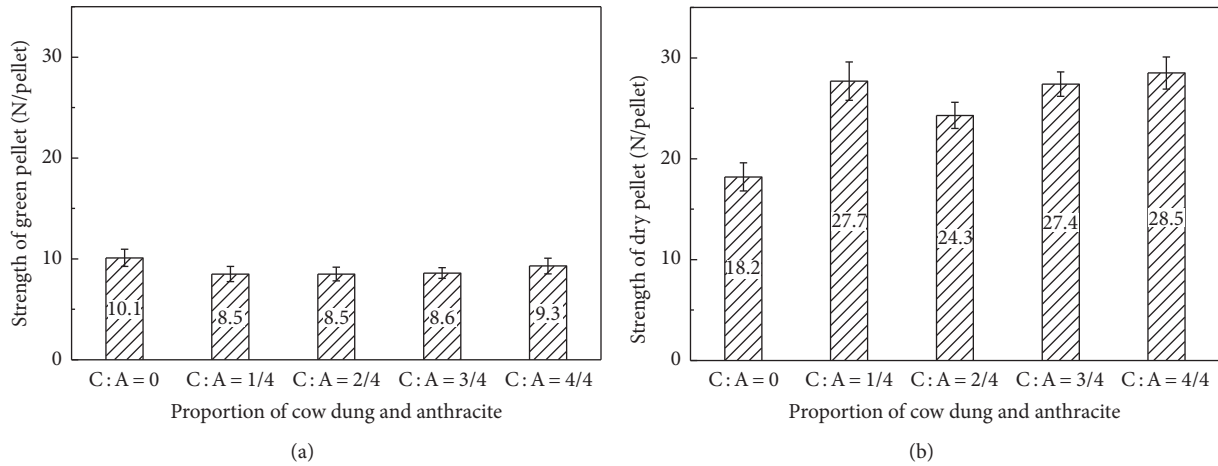 Strength of green pellet (N/pellet)
30
20
10
0
10.1
8.5
8.5
8.6
9.3
C : A = 0
C : A = 1/4
C : A = 2/4
C : A = 3/4
C : A = 4/4
Proportion of cow dung and anthracite
(a)
Strength of dry pellet (N/pellet)
30
20
10
0
18.2
27.7
24.3
27.4
28.5
C : A = 0
C : A = 1/4
C : A = 2/4
C : A = 3/4
C : A = 4/4
Proportion of cow dung and anthracite
(b)